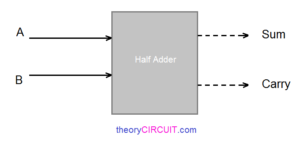 A
Sum
Half Adder
B
Carry
theoryCIRCUIT.com